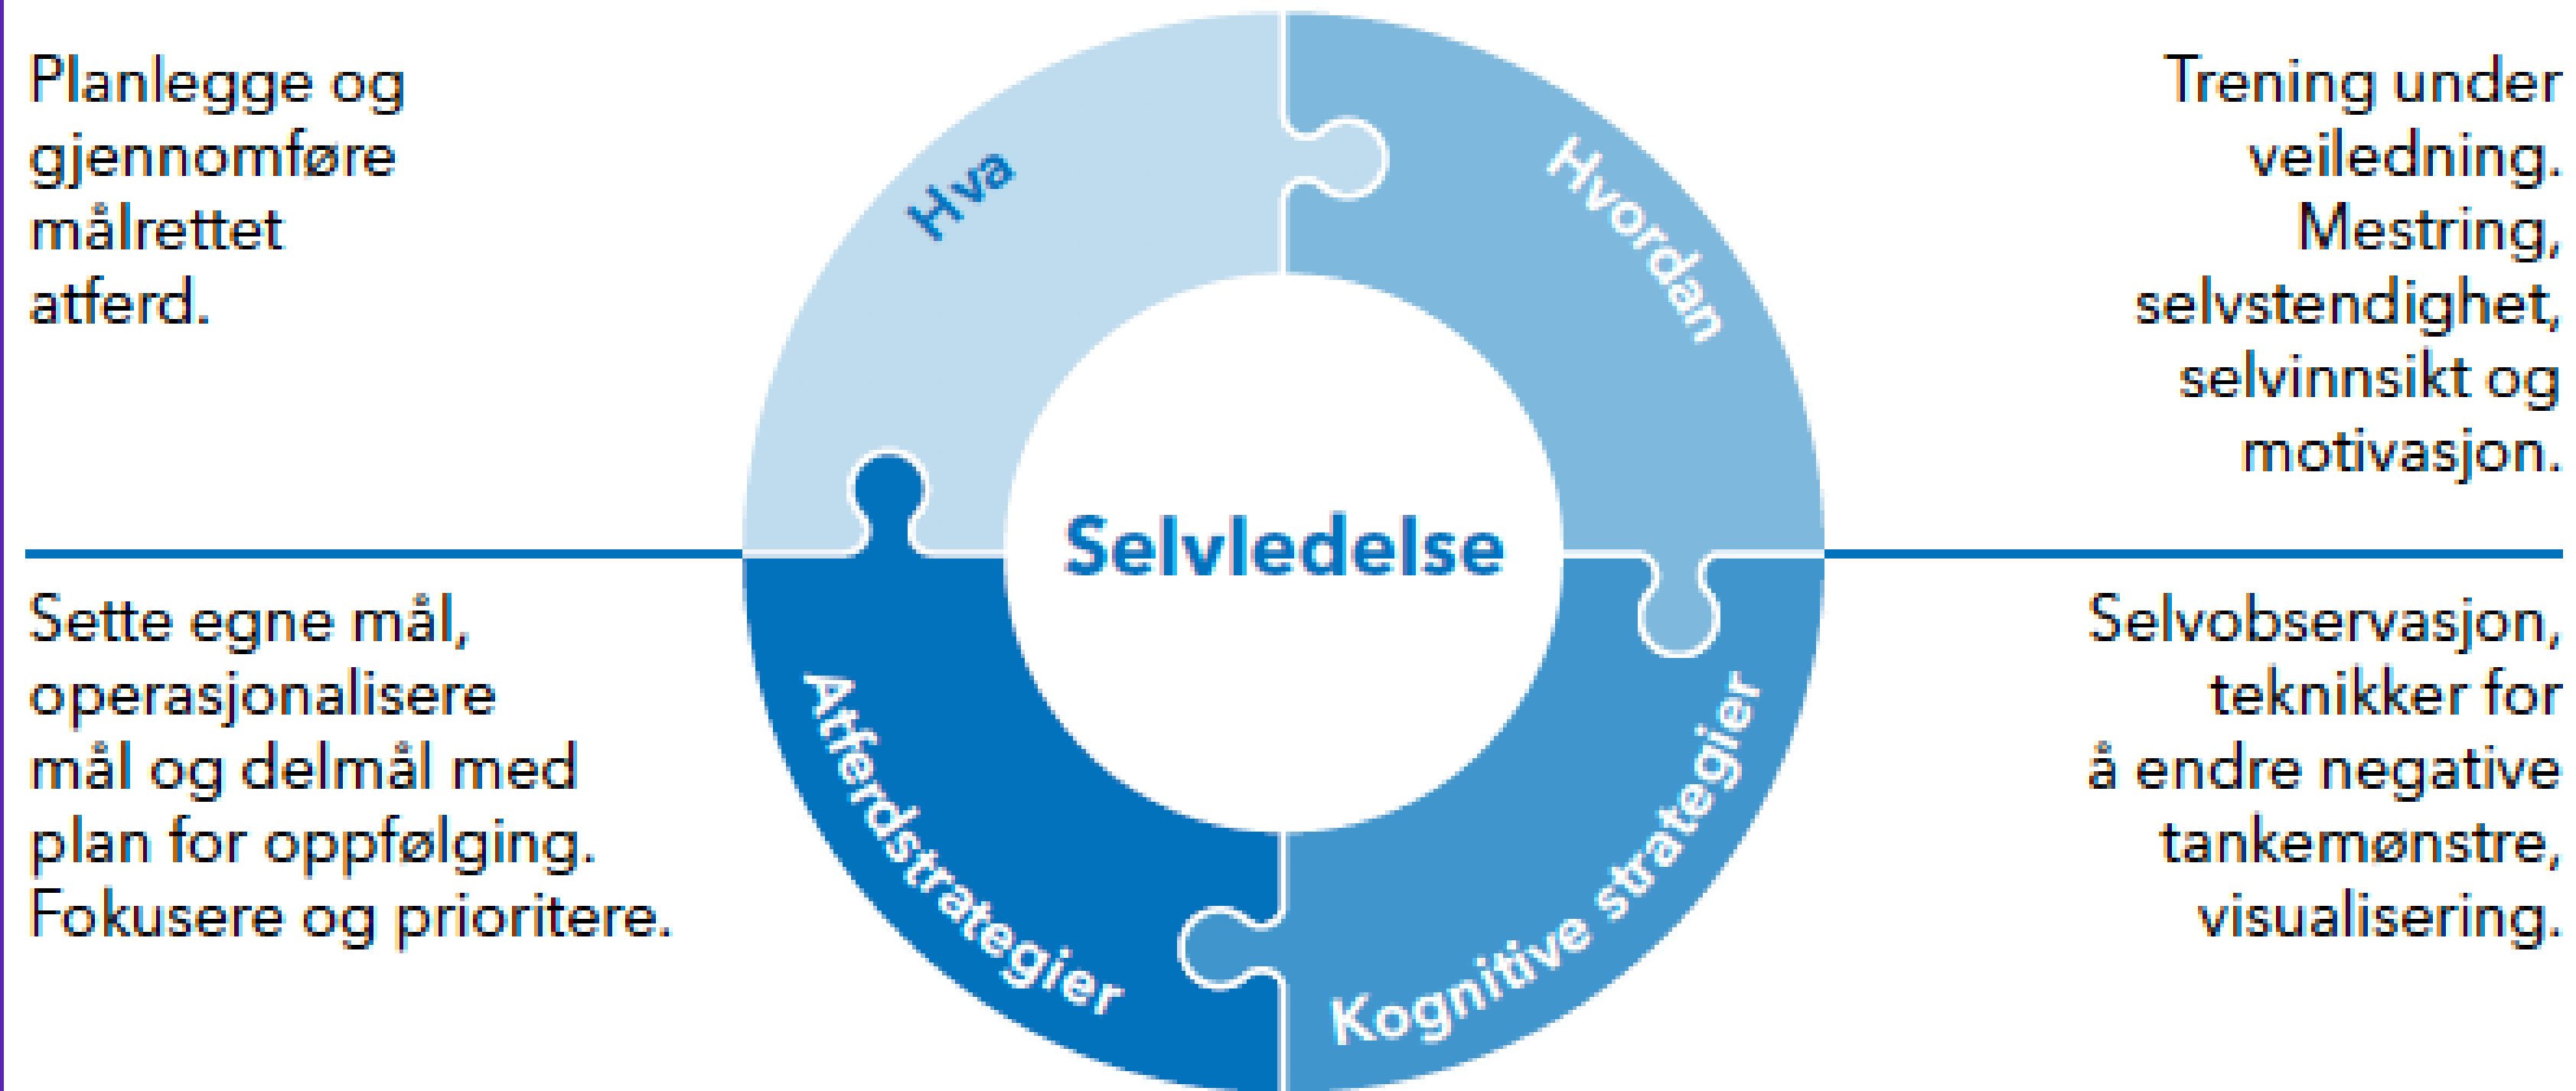 Planlegge og
gjennomføre
målrettet
atferd.
Hva
Hvordan
Trening under
veiledning.
Mestring,
selvstendighet,
selvinnsikt og
motivasjon.
Selvledelse
Sette egne mål,
operasjonalisere
mål og delmål med
plan for oppfølging.
Fokusere og prioritere.
Atferdstrategier
Kognitive strategier
Selvobservasjon,
teknikker for
å endre negative
tankemønstre,
visualisering.